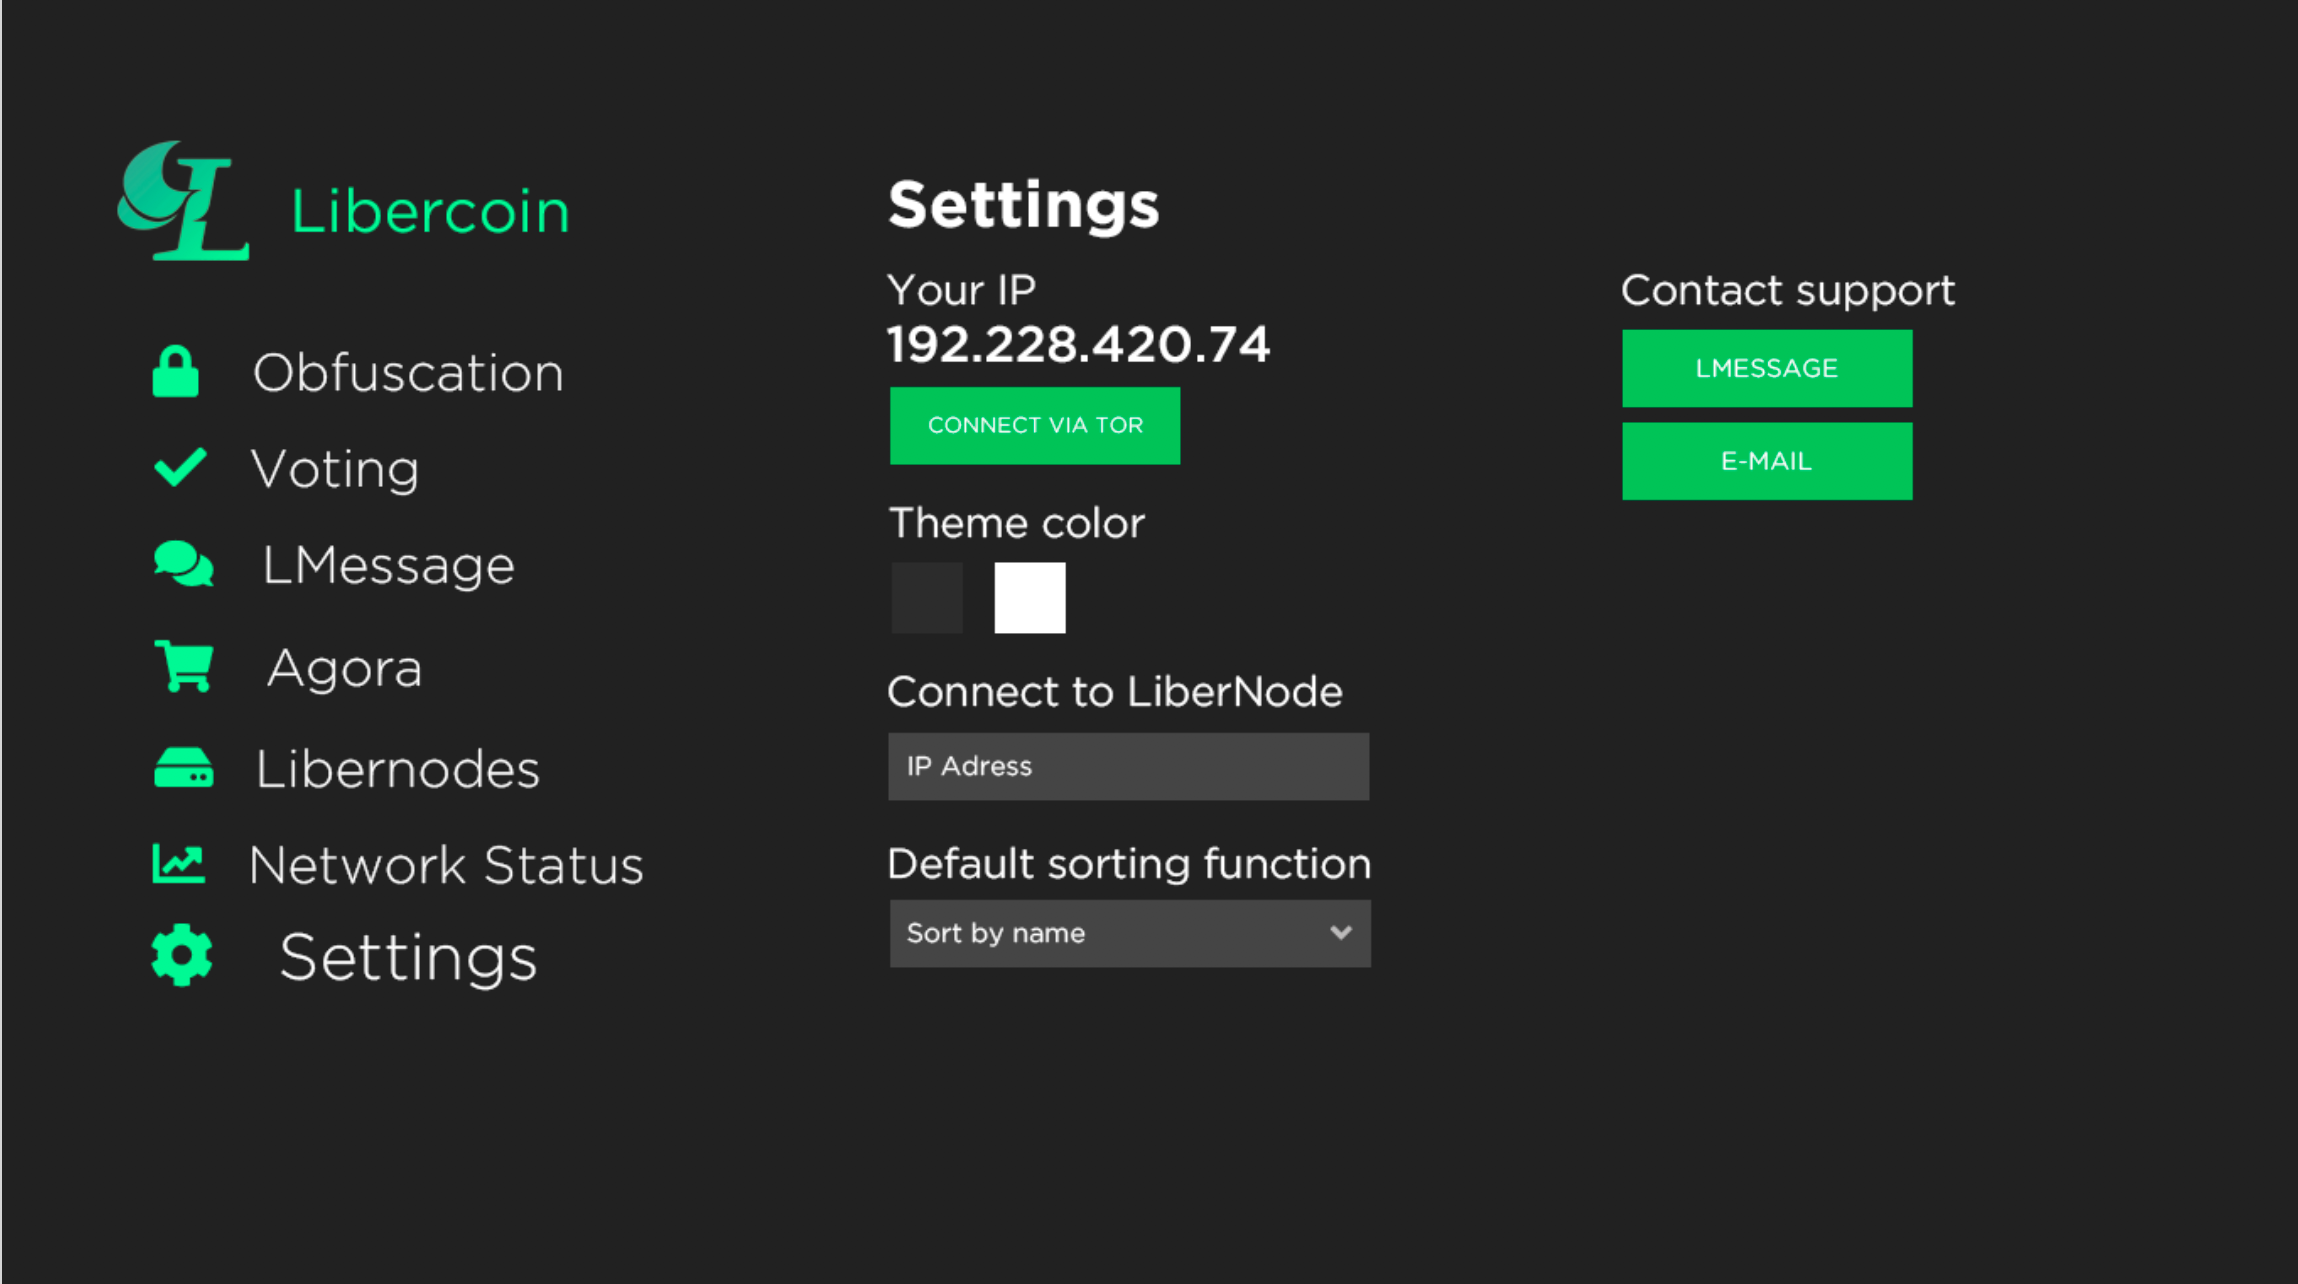 Libercoin
Obfuscation
Voting
LMessage
Agora
Libernodes
Network Status
Settings
Settings
Your IP
192.228.420.74
CONNECT VIA TOR
Theme color
Connect to LiberNode
IP Adress
Default sorting function
Sort by name
Contact support
LMESSAGE
E-MAIL